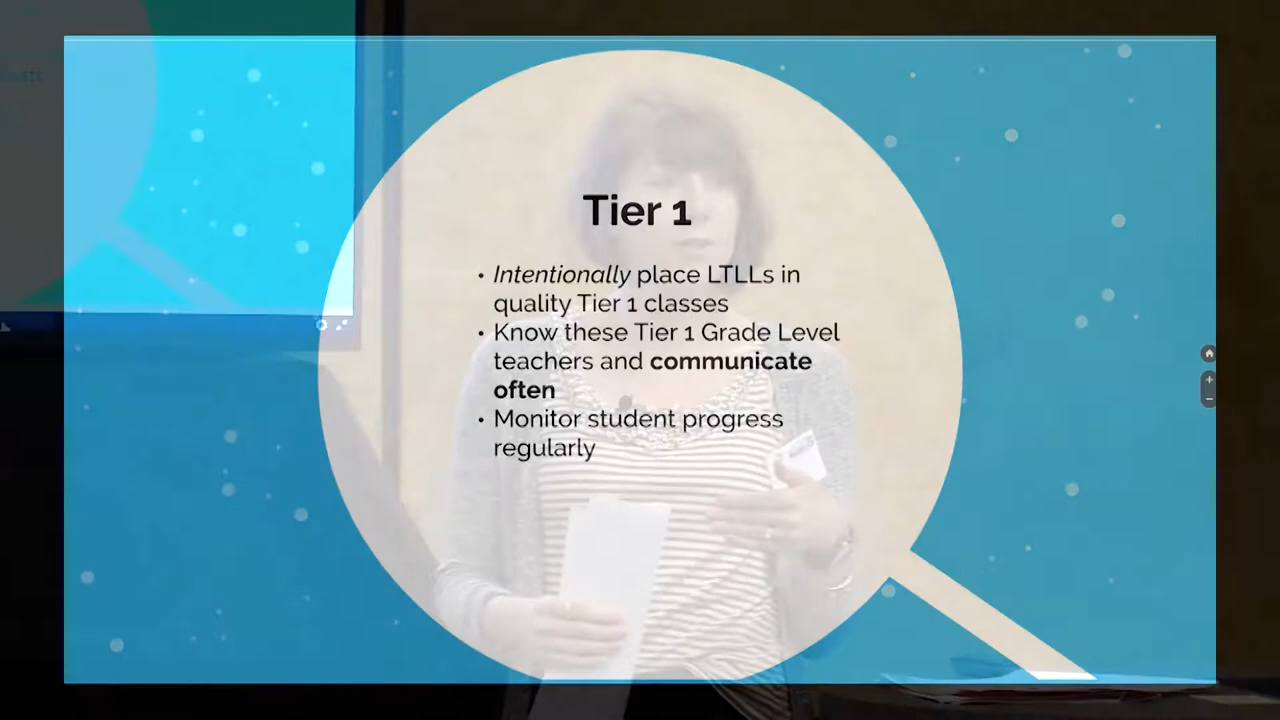 Tier 1
• Intentionally place LTLLs in
quality Tier 1 classes
• Know these Tier 1 Grade Level
teachers and communicate
often
• Monitor student progress
regularly